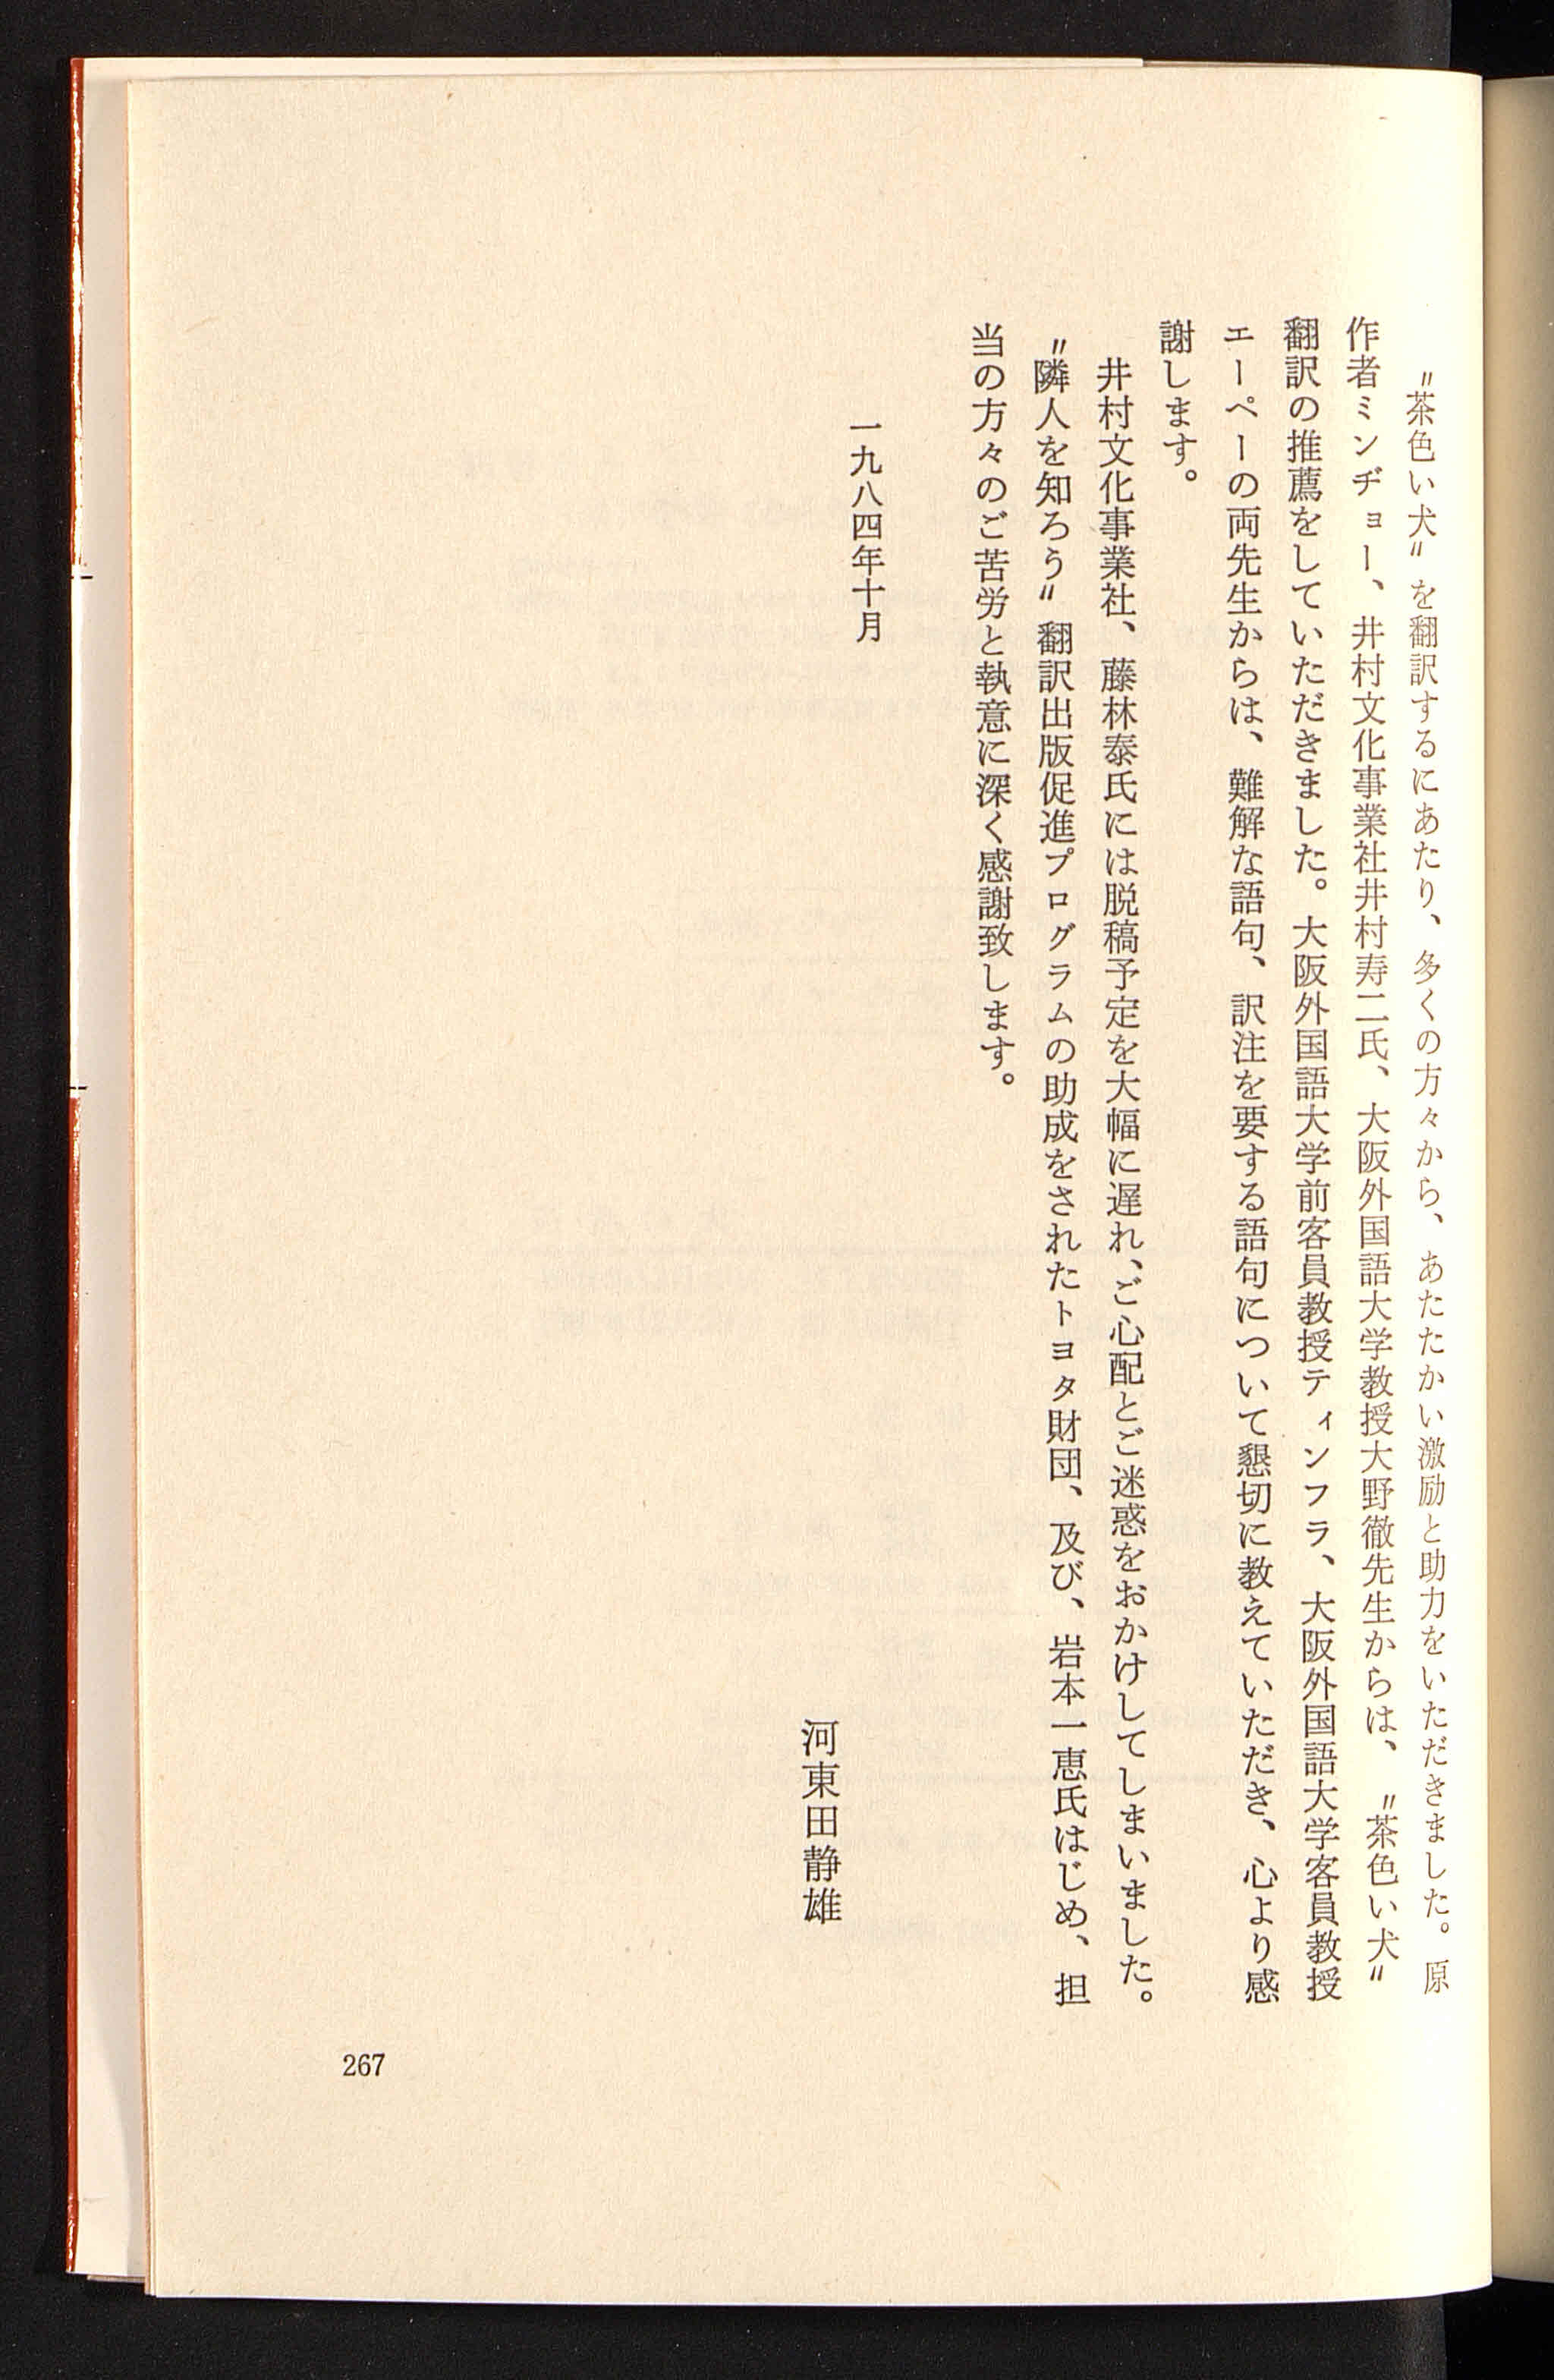 〝茶色い犬〟を翻訳するにあたり、多くの方々から、あたたかい激励と助力をいただきました。原
作者ミンヂョー、井村文化事業社井村寿二氏、大阪外国語大学教授大野徹先生からは、〝茶色い犬〟
翻訳の推薦をしていただきました。大阪外国語大学前客員教授ティンフラ、大阪外国語大学客員教授
エーペーの両先生からは、難解な語句、訳注を要する語句について懇切に教えていただき、心より感
謝します。
　井村文化事業社、藤林泰氏には脱稿予定を大幅に遅れ、ご心配とご迷惑をおかけしてしまいました。
〝隣人を知ろう〟翻訳出版促進プログラムの助成をされたトヨタ財団、及び、岩本一恵氏はじめ、担
当の方々のご苦労と執意に深く感謝致します。
一九八四年十月
河東田静雄
267